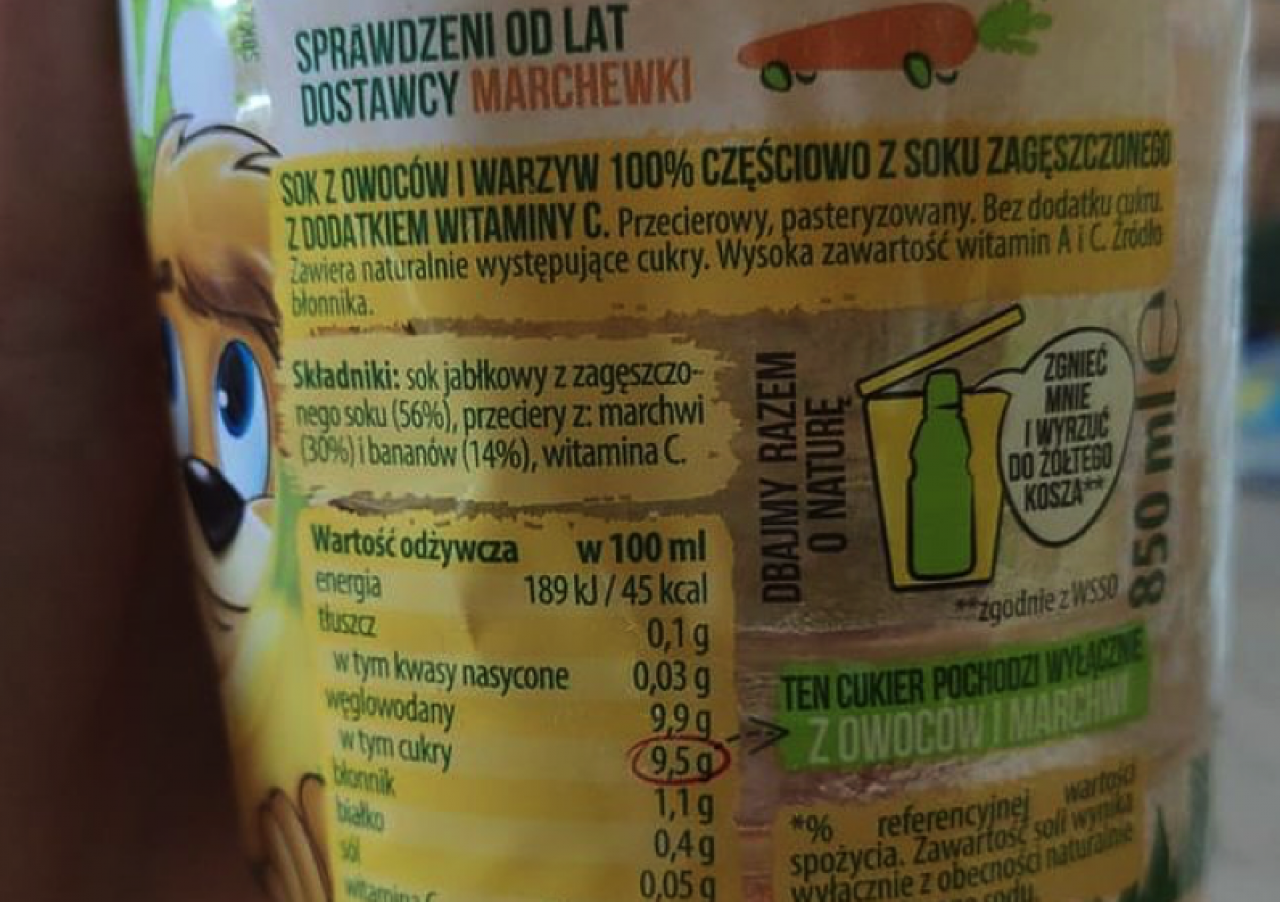 SPRAWDZENI OD LAT
DOSTAWCY MARCHEWKI
SOK Z OWOCÓW I WARZYW 100% CZĘŚCIOWO Z SOKU ZAGĘSZCZONEGO
Z DODATKIEM WITAMINY C. Przecierowy, pasteryzowany. Bez dodatku cukru.
Zawiera naturalnie występujące cukry. Wysoka zawartość witamin A i C. Źródło
błonnika.
Składniki: sok jabłkowy z zagęszczo-
nego soku (56%), przeciery z: marchwi
(30%) i bananów (14%), witamina C.
DBAJMY RAZEM
O NATURĘ
ZGNIEĆ
MNIE
I WYRZUĆ
DO ŻÓŁTEGO
KOSZA**
850 ml e
**zgodnie z WSSO
Wartość odżywcza w 100 ml
energia 189 kJ / 45 kcal
tłuszcz 0,1 g
w tym kwasy nasycone 0,03 g
węglowodany 9,9 g
w tym cukry 9,5 g
błonnik 1,1 g
białko 0,4 g
sól 0,05 g
witamina C
TEN CUKIER POCHODZI WYŁĄCZNIE
Z OWOCÓW I MARCHWI
*% referencyjnej wartości
spożycia. Zawartość soli wynika
wyłącznie z obecności naturalnie
sodu.